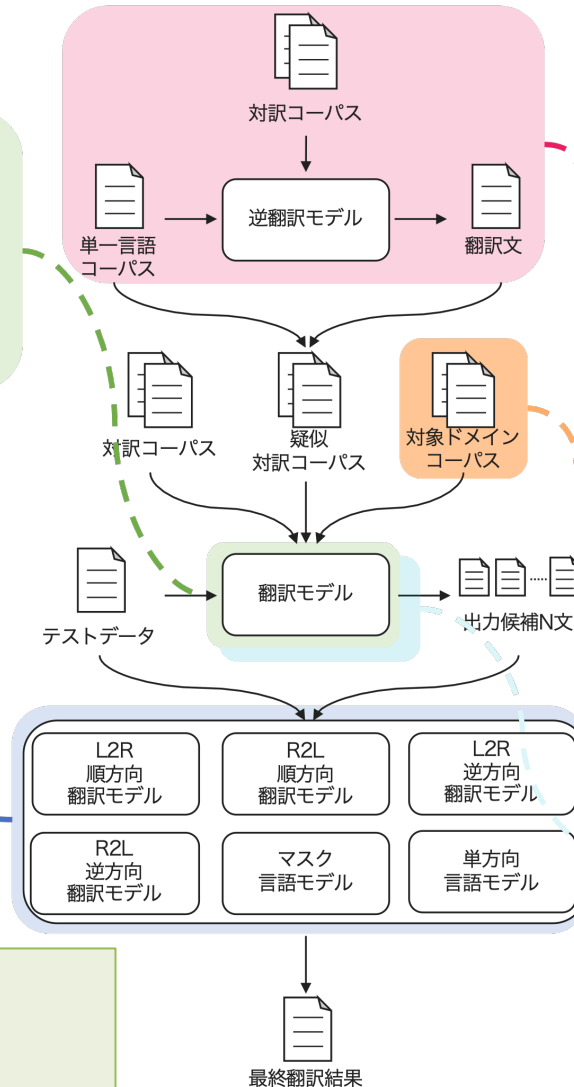 対訳コーパス
逆翻訳モデル
単一言語
コーパス
翻訳文
対訳コーパス
疑似
対訳コーパス
対象ドメイン
コーパス
翻訳モデル
テストデータ
出力候補N文
L2R
順方向
翻訳モデル
R2L
順方向
翻訳モデル
L2R
逆方向
翻訳モデル
R2L
逆方向
翻訳モデル
マスク
言語モデル
単方向
言語モデル
最終翻訳結果